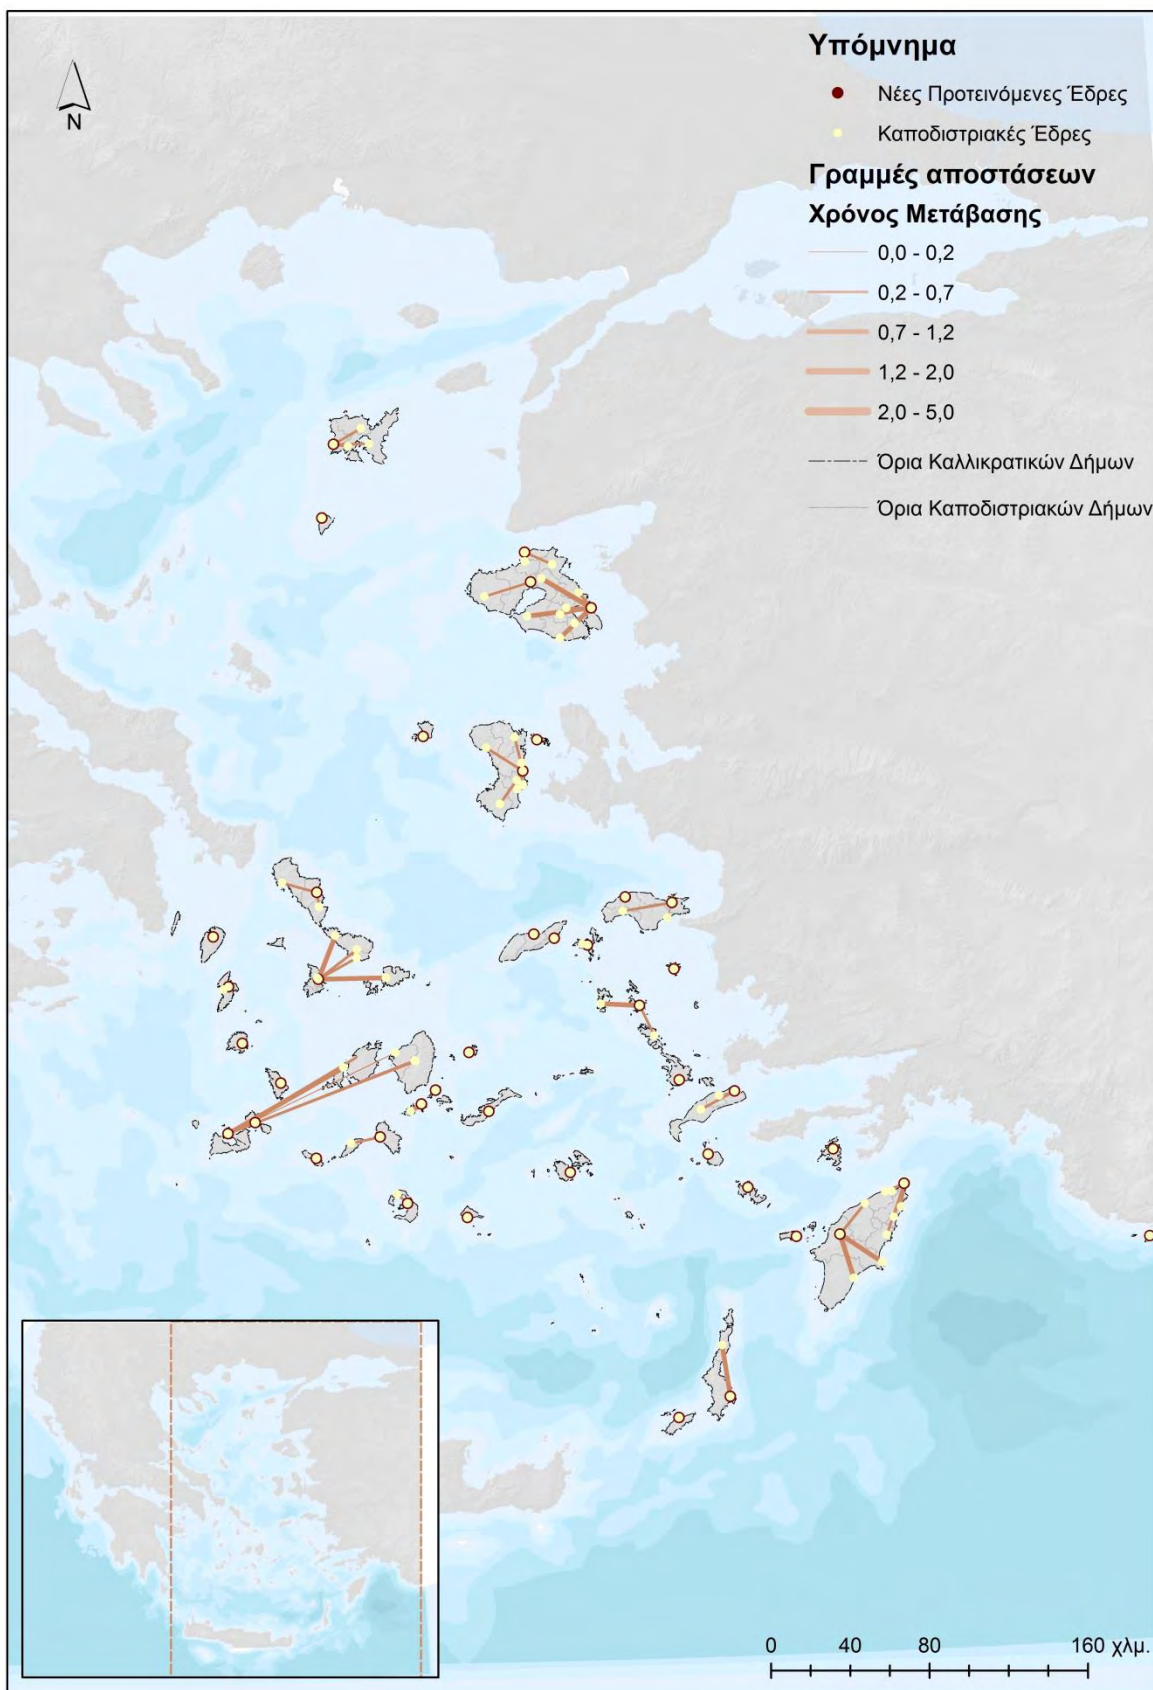 Υπόμνημα
Νέες Προτεινόμενες Έδρες
Καποδιστριακές Έδρες
Γραμμές αποστάσεων
Χρόνος Μετάβασης
0,0 - 0,2
0,2 - 0,7
0,7 - 1,2
1,2 - 2,0
2,0 - 5,0
Όρια Καλλικρατικών Δήμων
Όρια Καποδιστριακών Δήμων
N
0 40 80 160 χλμ.